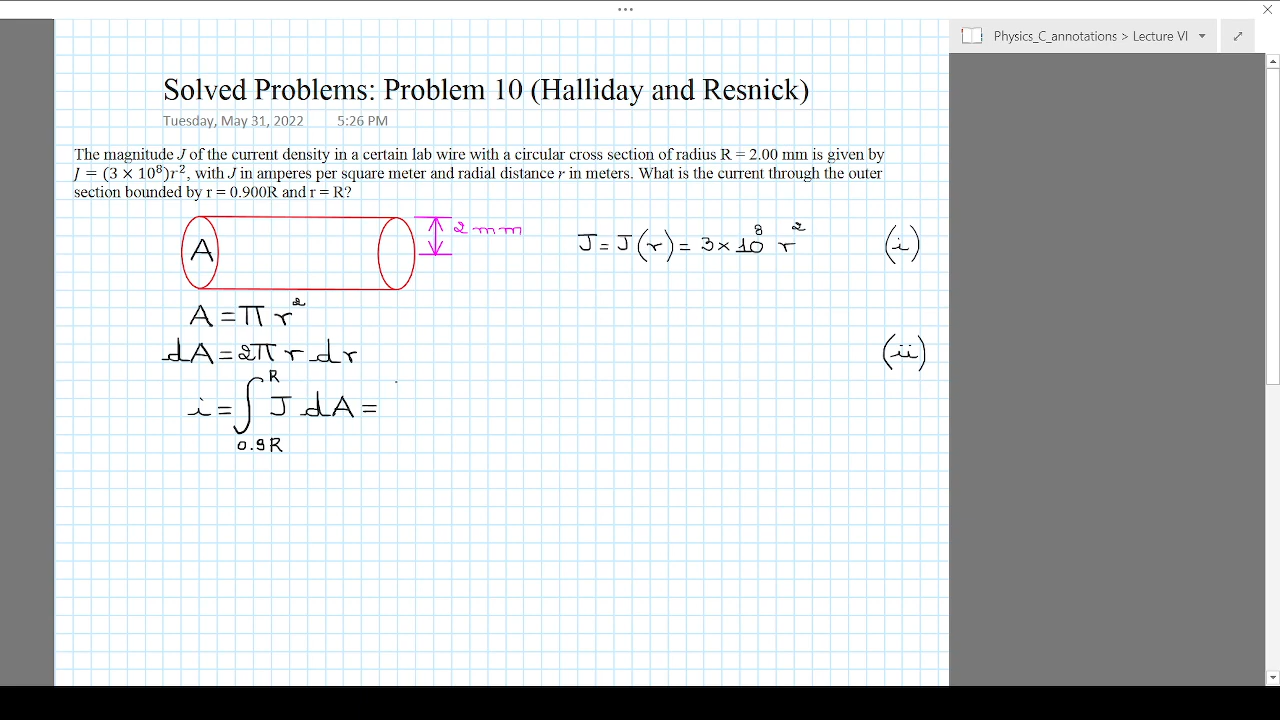 Physics_C_annotations > Lecture VI
Solved Problems: Problem 10 (Halliday and Resnick)
Tuesday, May 31, 2022 5:26 PM
The magnitude J of the current density in a certain lab wire with a circular cross section of radius R = 2.00 mm is given by
J = (3 × 10⁸)r², with J in amperes per square meter and radial distance r in meters. What is the current through the outer
section bounded by r = 0.900R and r = R?
2 mm
A
J = J(r) = 3 × 10⁸ r² (i)
A = π r²
dA = 2π r dr (ii)
i = ∫_{0.9R}^{R} J dA =